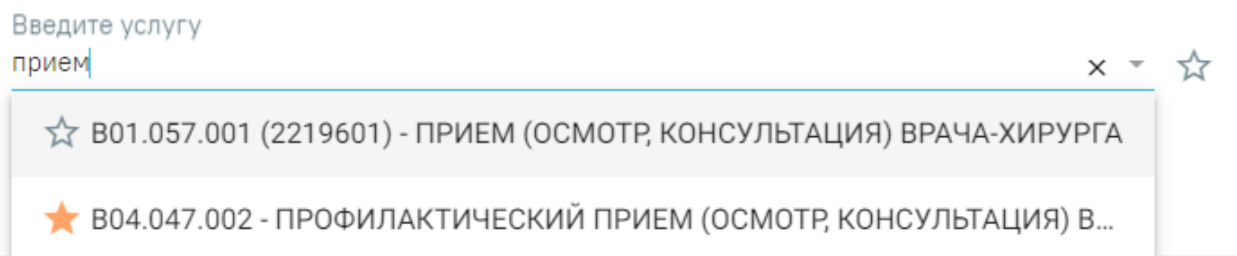 Введите услугу
прием
B01.057.001 (2219601) - ПРИЕМ (ОСМОТР, КОНСУЛЬТАЦИЯ) ВРАЧА-ХИРУРГА
B04.047.002 - ПРОФИЛАКТИЧЕСКИЙ ПРИЕМ (ОСМОТР, КОНСУЛЬТАЦИЯ) В...